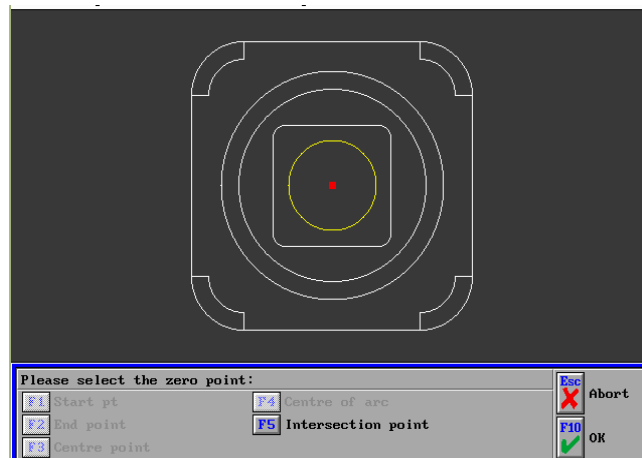 Please select the zero point:
F1 Start pt
F4 Centre of arc
Esc Abort
F2 End point
F5 Intersection point
F10 OK
F3 Centre point